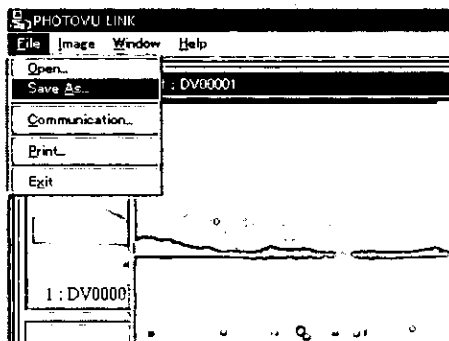 PHOTOVU LINK
File Image Window Help
Open...
Save As...
: DV00001
Communication...
Print...
Exit
1 : DV0000